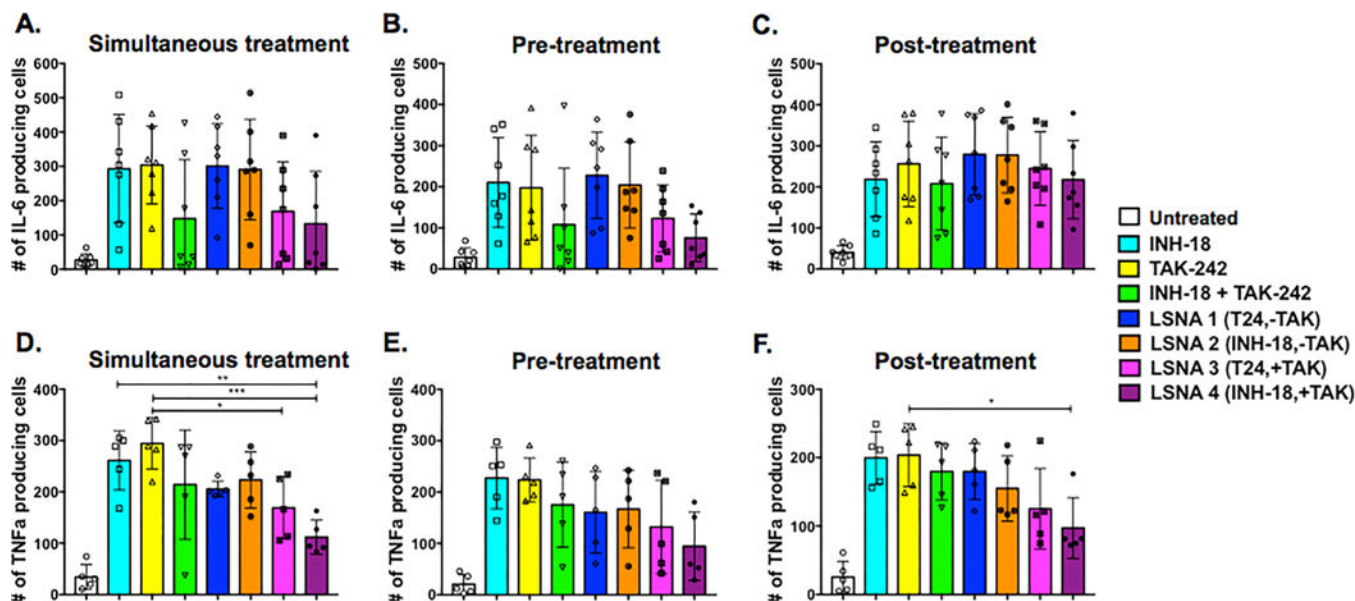 A.
Simultaneous treatment
# of IL-6 producing cells
600
500
400
300
200
100
0
B.
Pre-treatment
# of IL-6 producing cells
500
400
300
200
100
0
C.
Post-treatment
# of IL-6 producing cells
500
400
300
200
100
0
Untreated
INH-18
TAK-242
INH-18 + TAK-242
LSNA 1 (T24,-TAK)
LSNA 2 (INH-18,-TAK)
LSNA 3 (T24,+TAK)
LSNA 4 (INH-18,+TAK)
D.
Simultaneous treatment
# of TNFa producing cells
400
300
200
100
0
**
***
*
E.
Pre-treatment
# of TNFa producing cells
400
300
200
100
0
F.
Post-treatment
# of TNFa producing cells
300
200
100
0
*